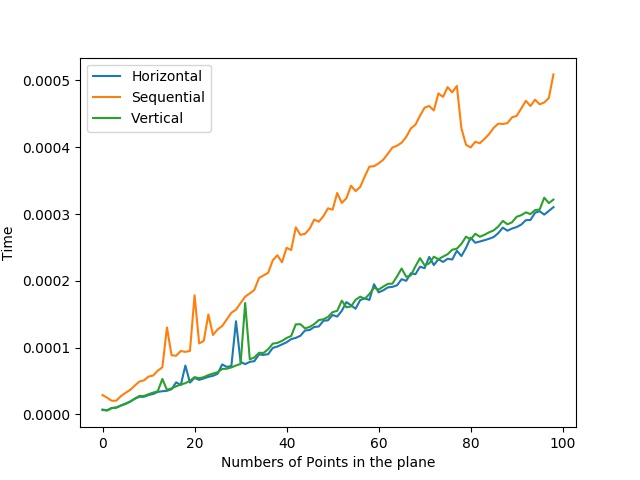 Horizontal
Sequential
Vertical
0.0005
0.0004
0.0003
0.0002
0.0001
0.0000
Time
0 20 40 60 80 100
Numbers of Points in the plane